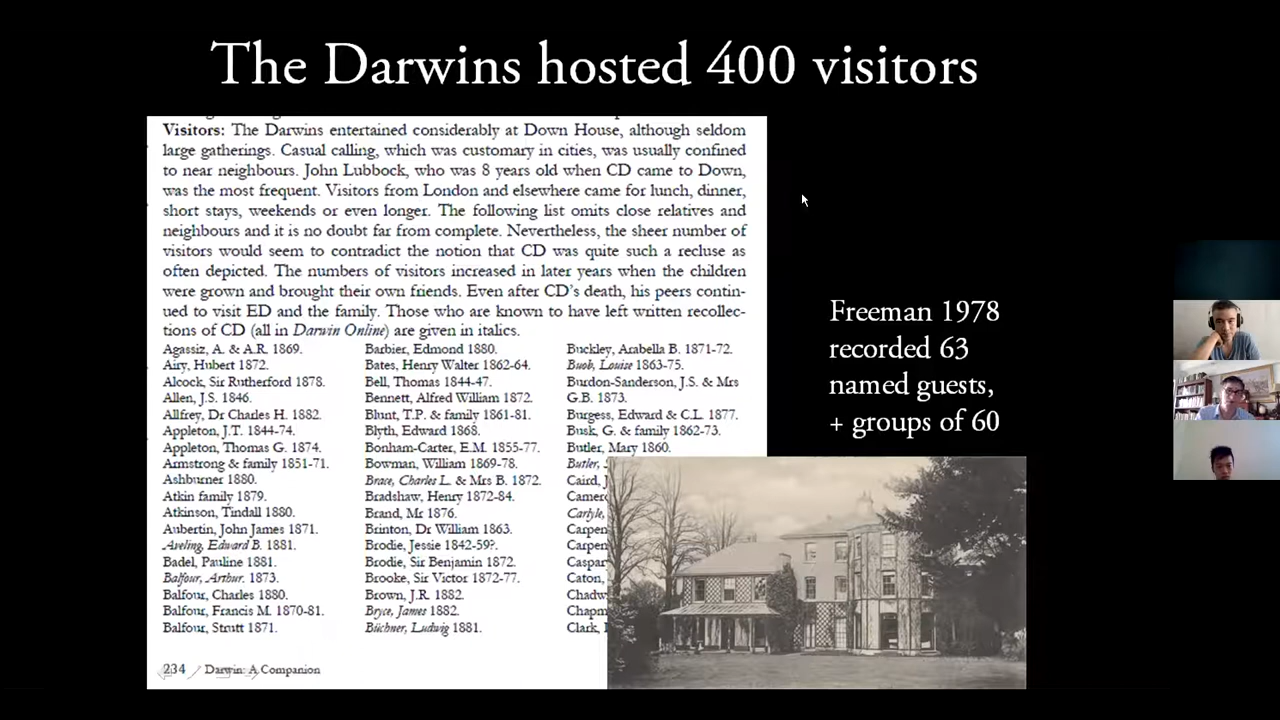 The Darwins hosted 400 visitors
Visitors: The Darwins entertained considerably at Down House, although seldom
large gatherings. Casual calling, which was customary in cities, was usually confined
to near neighbours. John Lubbock, who was 8 years old when CD came to Down,
was the most frequent. Visitors from London and elsewhere came for lunch, dinner,
short stays, weekends or even longer. The following list omits close relatives and
neighbours and it is no doubt far from complete. Nevertheless, the sheer number of
visitors would seem to contradict the notion that CD was quite such a recluse as
often depicted. The numbers of visitors increased in later years when the children
were grown and brought their own friends. Even after CD's death, his peers contin-
ued to visit ED and the family. Those who are known to have left written recollec-
tions of CD (all in Darwin Online) are given in italics.
Agassiz, A. & A.R. 1869.
Airy, Hubert 1872.
Alcock, Sir Rutherford 1878.
Allen, J.S. 1846.
Allfrey, Dr Charles H. 1882.
Appleton, J.T. 1844-74.
Appleton, Thomas G. 1874.
Armstrong & family 1851-71.
Ashburner 1880.
Atkin family 1879.
Atkinson, Tindall 1880.
Aubertin, John James 1871.
Aveling, Edward B. 1881.
Badel, Pauline 1881.
Balfour, Arthur. 1873.
Balfour, Charles 1880.
Balfour, Francis M. 1870-81.
Balfour, Strutt 1871.
Barbier, Edmond 1880.
Bates, Henry Walter 1862-64.
Bell, Thomas 1844-47.
Bennett, Alfred William 1872.
Blunt, T.P. & family 1861-81.
Blyth, Edward 1868.
Bonham-Carter, E.M. 1855-77.
Bowman, William 1869-78.
Brace, Charles L. & Mrs B. 1872.
Bradshaw, Henry 1872-84.
Brand, Mr 1876.
Brinton, Dr William 1863.
Brodie, Jessie 1842-59?.
Brodie, Sir Benjamin 1872.
Brooke, Sir Victor 1872-77.
Brown, J.R. 1882.
Bryce, James 1882.
Büchner, Ludwig 1881.
Buckley, Arabella B. 1871-72.
Buob, Louise 1863-75.
Burdon-Sanderson, J.S. & Mrs
G.B. 1873.
Burgess, Edward & C.L. 1877.
Busk, G. & family 1862-73.
Butler, Mary 1860.
Butler,
Caird, J
Camer
Carlyle,
Carpen
Carpen
Caspar
Caton,
Chadw
Chapm
Clark,
234 Darwin: A Companion
Freeman 1978
recorded 63
named guests,
+ groups of 60